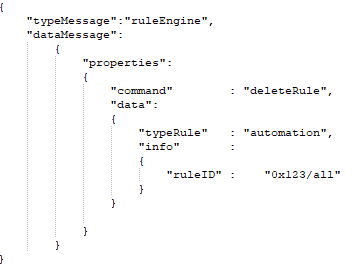 {
"typeMessage":"ruleEngine",
"dataMessage":
{
"properties":
{
"command" : "deleteRule",
"data":
{
"typeRule" : "automation",
"info" :
{
"ruleID" : "0x123/all"
}
}
}
}
}